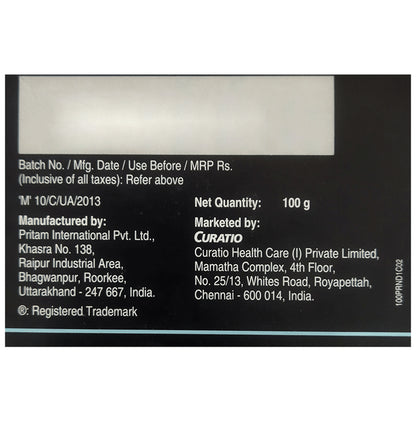 Batch No. / Mfg. Date / Use Before / MRP Rs.
(Inclusive of all taxes): Refer above
'M' 10/C/UA/2013
Net Quantity: 100 g
Manufactured by:
Pritam International Pvt. Ltd.,
Khasra No. 138,
Raipur Industrial Area,
Bhagwanpur, Roorkee,
Uttarakhand - 247 667, India.
Marketed by:
CURATIO
Curatio Health Care (I) Private Limited,
Mamatha Complex, 4th Floor,
No. 25/13, Whites Road, Royapettah,
Chennai - 600 014, India.
®: Registered Trademark
100PRND1C02